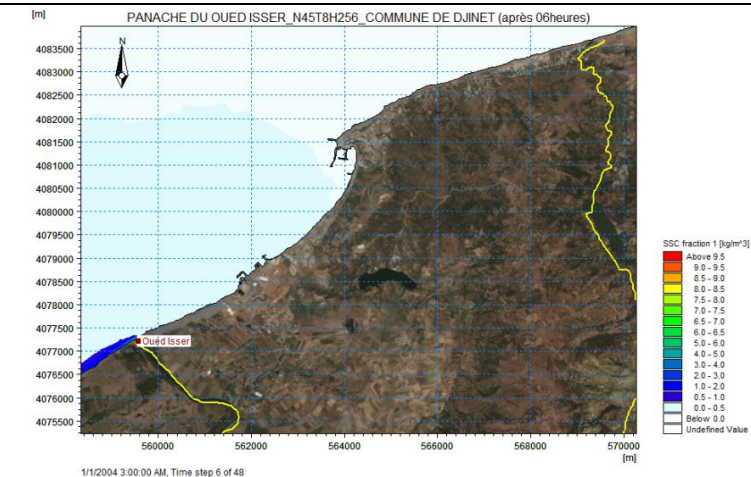 PANACHE DU OUED ISSER_N45T8H256_COMMUNE DE DJINET (après 06heures)
[m]
N
4083500
4083000
4082500
4082000
4081500
4081000
4080500
4080000
4079500
4079000
4078500
4078000
4077500
4077000
4076500
4076000
4075500
Oued Isser
560000 562000 564000 566000 568000 570000
[m]
1/1/2004 3:00:00 AM, Time step 6 of 48
SSC fraction 1 [kg/m^3]
Above 9.5
9.0 - 9.5
8.5 - 9.0
8.0 - 8.5
7.5 - 8.0
7.0 - 7.5
6.5 - 7.0
6.0 - 6.5
5.0 - 6.0
4.0 - 5.0
3.0 - 4.0
2.0 - 3.0
1.0 - 2.0
0.5 - 1.0
0.0 - 0.5
Below 0.0
Undefined Value